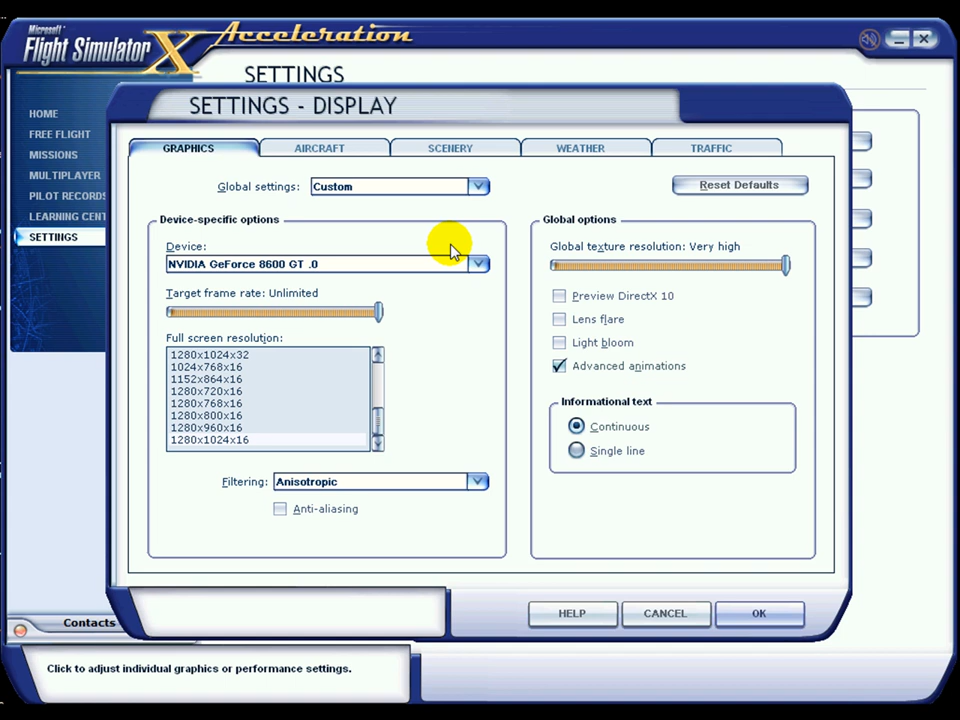 Microsoft
Flight Simulator X Acceleration
SETTINGS
SETTINGS - DISPLAY
HOME
FREE FLIGHT
MISSIONS
MULTIPLAYER
PILOT RECORDS
LEARNING CENT
SETTINGS
GRAPHICS AIRCRAFT SCENERY WEATHER TRAFFIC
Global settings: Custom
Reset Defaults
Device-specific options
Device:
NVIDIA GeForce 8600 GT .0
Target frame rate: Unlimited
Full screen resolution:
1280x1024x32
1024x768x16
1152x864x16
1280x720x16
1280x768x16
1280x800x16
1280x960x16
1280x1024x16
Filtering: Anisotropic
Anti-aliasing
Global options
Global texture resolution: Very high
Preview DirectX 10
Lens flare
Light bloom
Advanced animations
Informational text
Continuous
Single line
HELP CANCEL OK
Contacts
Click to adjust individual graphics or performance settings.